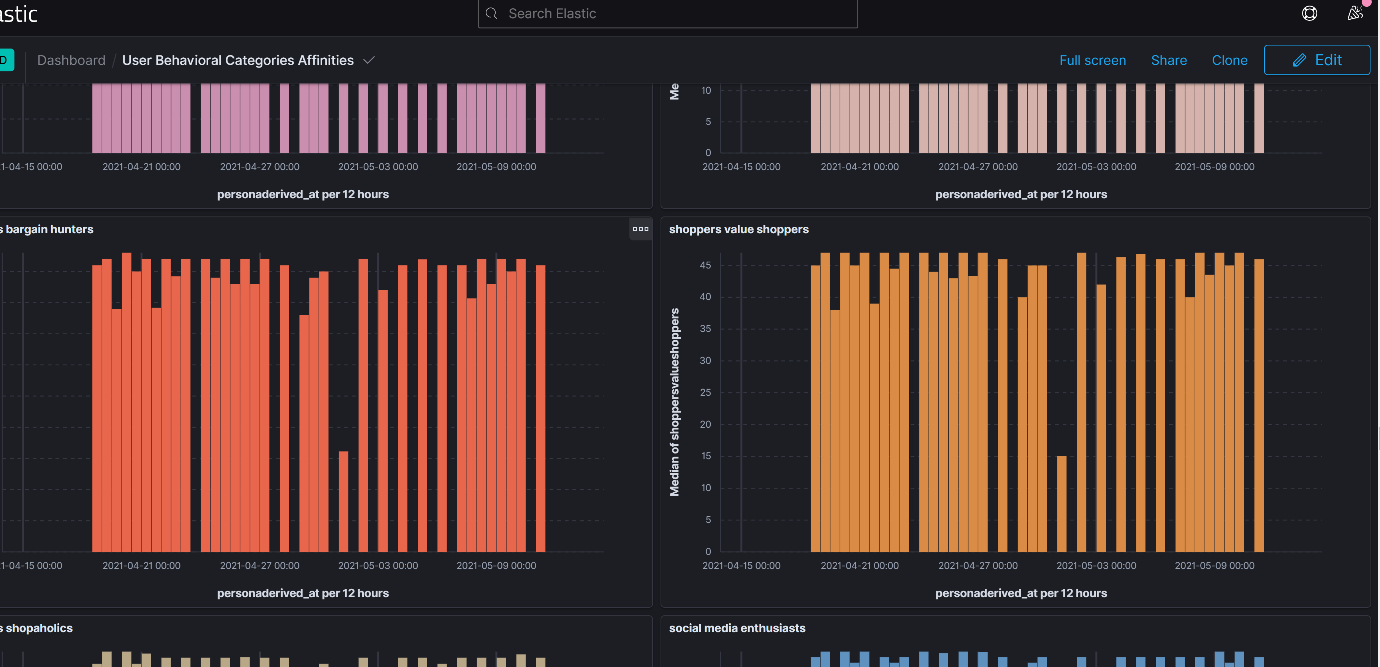 astic
Search Elastic
D
Dashboard / User Behavioral Categories Affinities
Full screen
Share
Clone
Edit
1-04-15 00:00
2021-04-21 00:00
2021-04-27 00:00
2021-05-03 00:00
2021-05-09 00:00
personaderived_at per 12 hours
Me
10
5
0
2021-04-15 00:00
2021-04-21 00:00
2021-04-27 00:00
2021-05-03 00:00
2021-05-09 00:00
personaderived_at per 12 hours
s bargain hunters
1-04-15 00:00
2021-04-21 00:00
2021-04-27 00:00
2021-05-03 00:00
2021-05-09 00:00
personaderived_at per 12 hours
shoppers value shoppers
Median of shoppersvalueshoppers
45
40
35
30
25
20
15
10
5
0
2021-04-15 00:00
2021-04-21 00:00
2021-04-27 00:00
2021-05-03 00:00
2021-05-09 00:00
personaderived_at per 12 hours
s shopaholics
social media enthusiasts